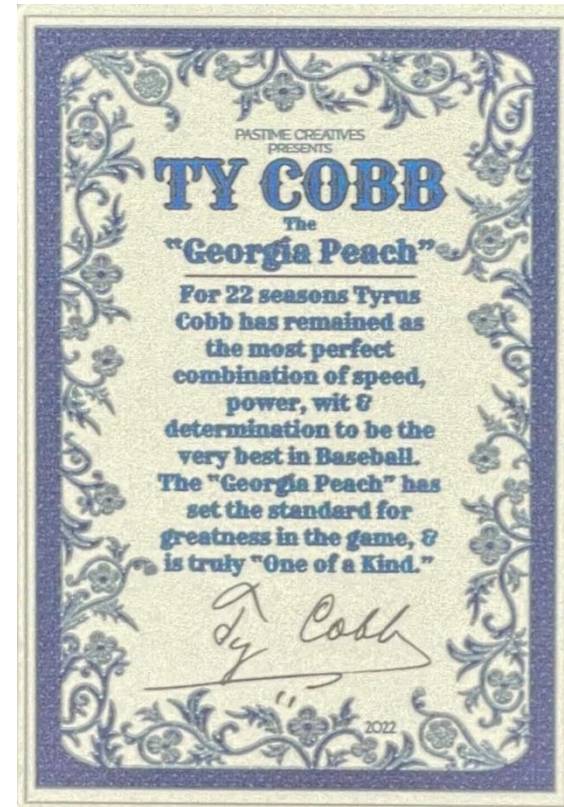 PASTIME CREATIVES
PRESENTS
TY COBB
The
"Georgia Peach"
For 22 seasons Tyrus
Cobb has remained as
the most perfect
combination of speed,
power, wit &
determination to be the
very best in Baseball.
The "Georgia Peach" has
set the standard for
greatness in the game, &
is truly "One of a Kind."
Ty Cobb
2022